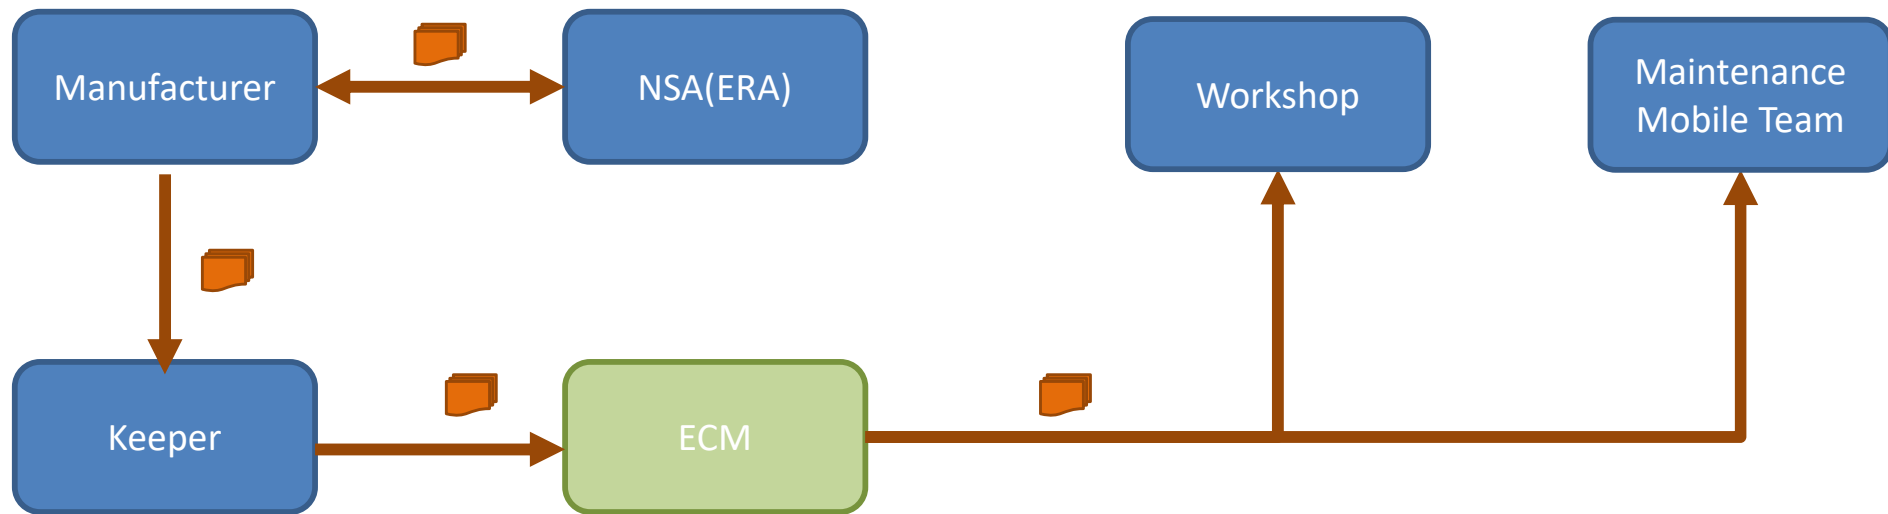 Manufacturer
NSA(ERA)
Workshop
Maintenance
Mobile Team
Keeper
ECM